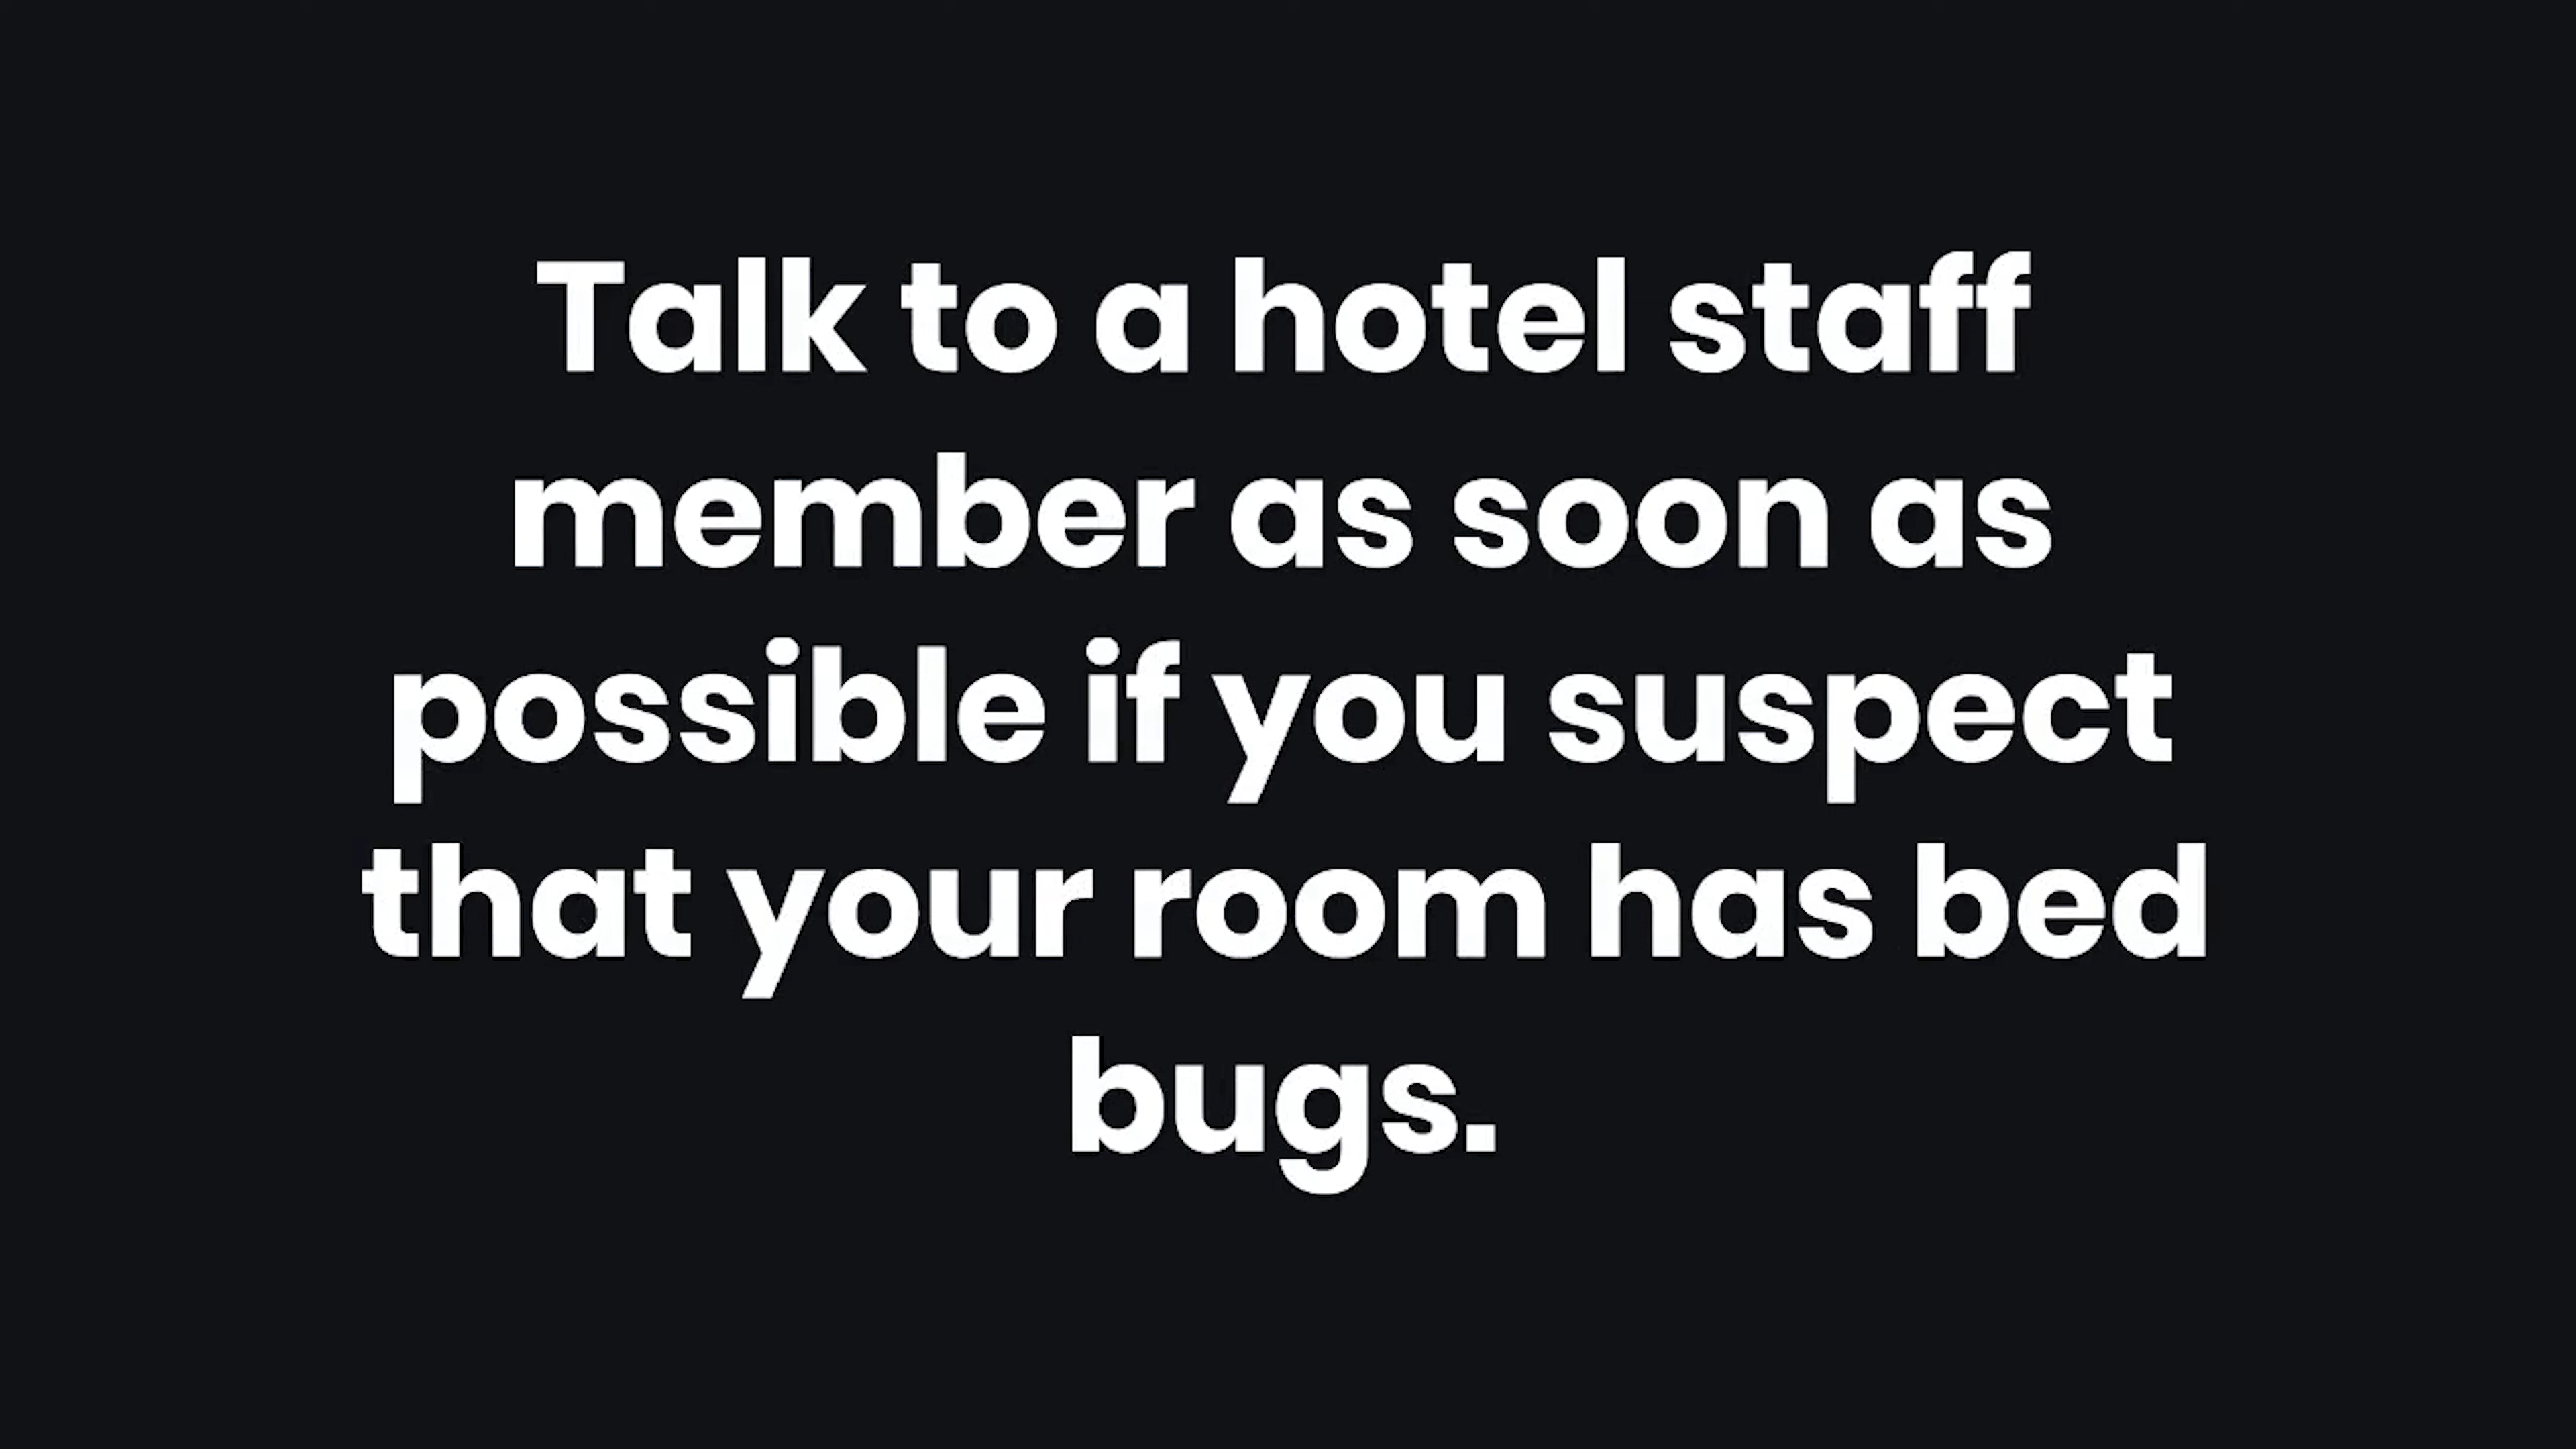 Talk to a hotel staff
member as soon as
possible if you suspect
that your room has bed
bugs.